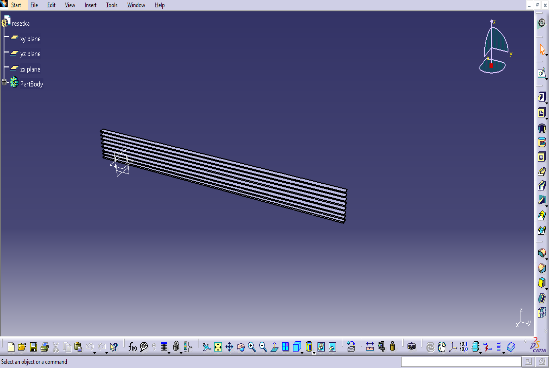 Start File Edit View Insert Tools Window Help
resetka
xy plane
yz plane
zx plane
PartBody
Select an object or a command